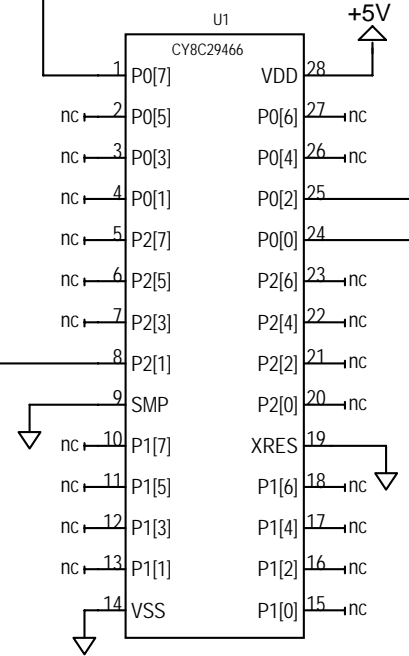 +5V
U1
CY8C29466
1 P0[7] VDD 28
nc 2 P0[5] P0[6] 27 nc
nc 3 P0[3] P0[4] 26 nc
nc 4 P0[1] P0[2] 25
nc 5 P2[7] P0[0] 24
nc 6 P2[5] P2[6] 23 nc
nc 7 P2[3] P2[4] 22 nc
8 P2[1] P2[2] 21 nc
9 SMP P2[0] 20 nc
nc 10 P1[7] XRES 19
nc 11 P1[5] P1[6] 18 nc
nc 12 P1[3] P1[4] 17 nc
nc 13 P1[1] P1[2] 16 nc
14 VSS P1[0] 15 nc